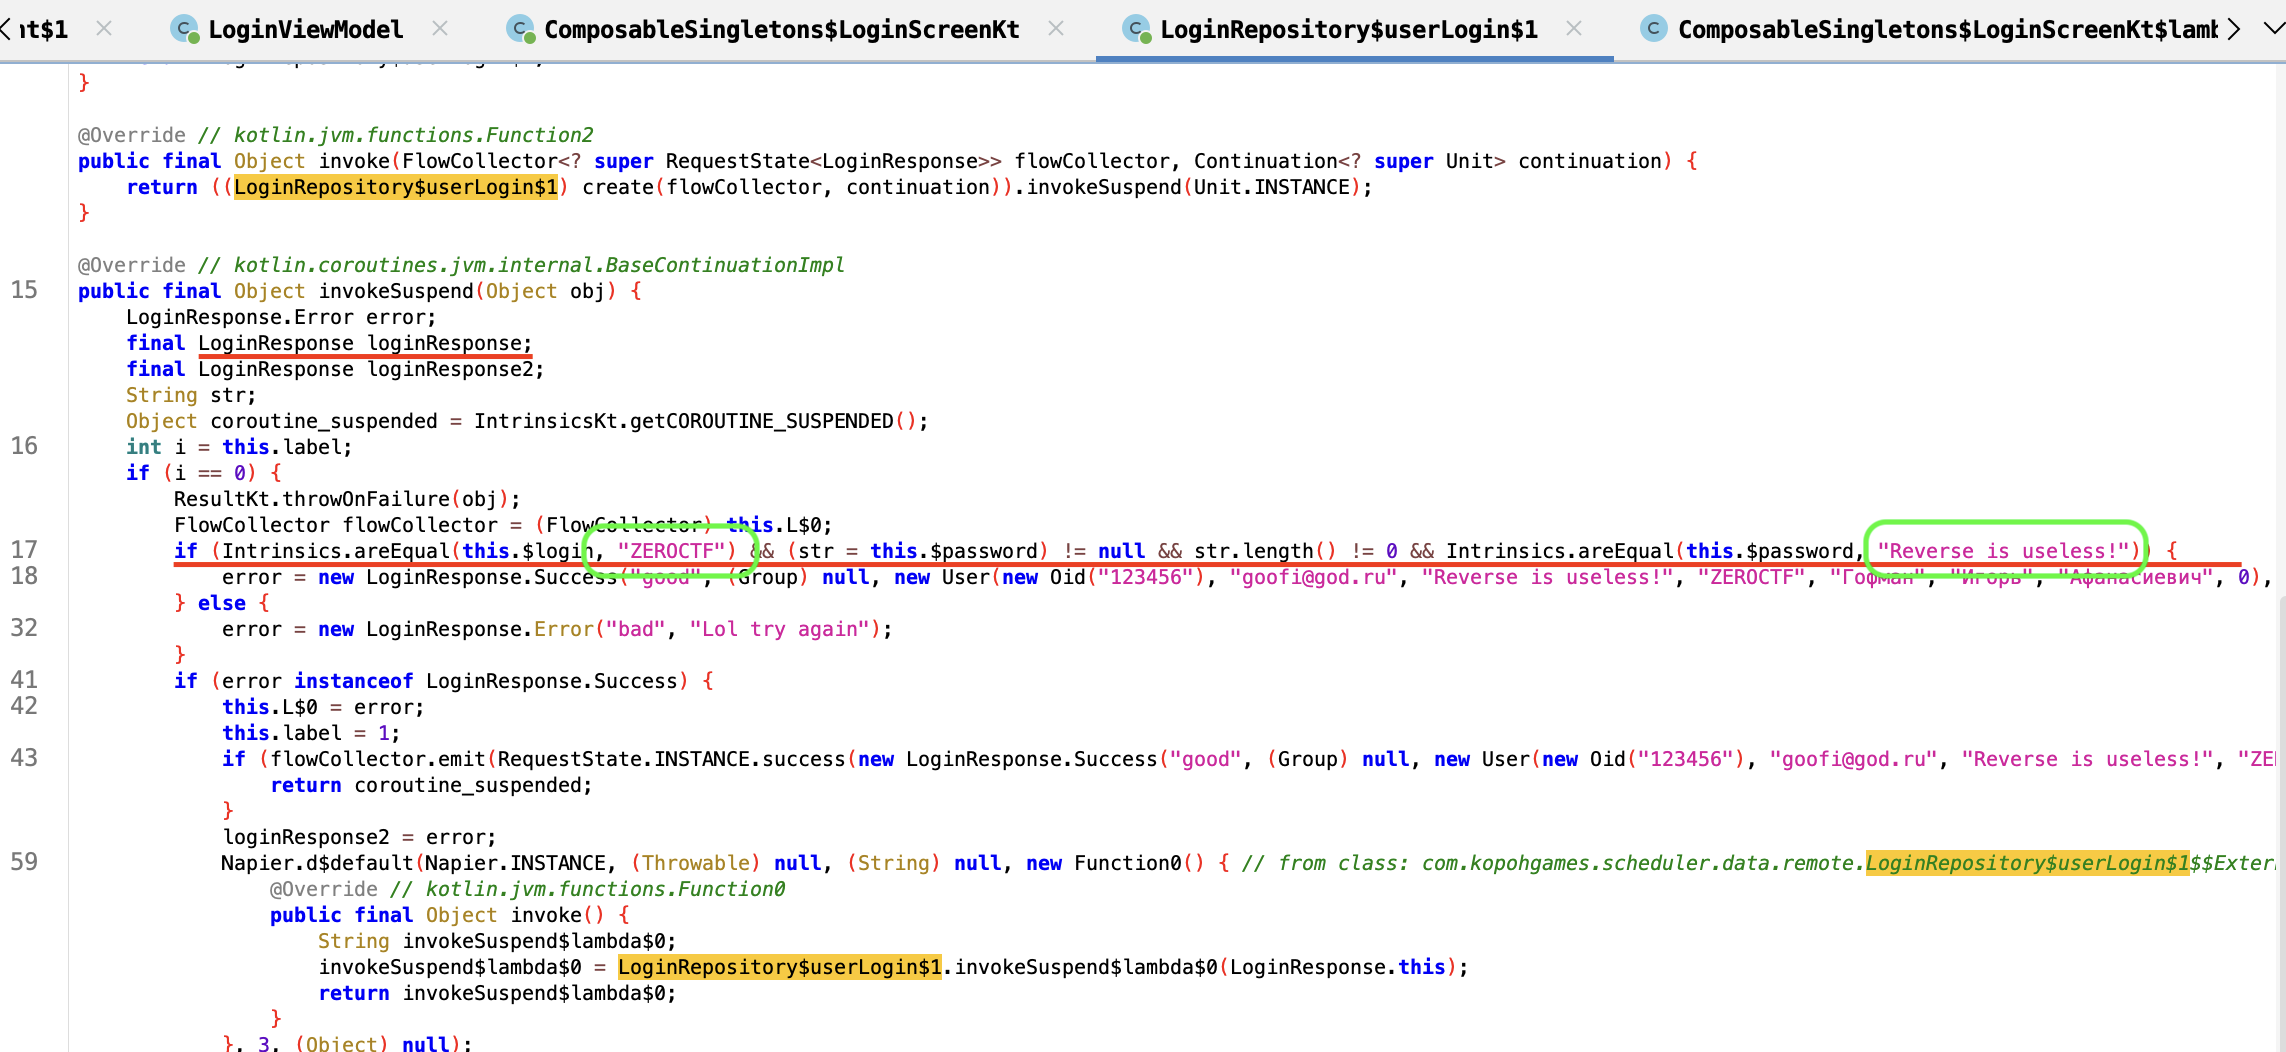 nt$1 LoginViewModel ComposableSingletons$LoginScreenKt LoginRepository$userLogin$1 ComposableSingletons$LoginScreenKt$lamb
}
@Override // kotlin.jvm.functions.Function2
public final Object invoke(FlowCollector<? super RequestState<LoginResponse>> flowCollector, Continuation<? super Unit> continuation) {
return ((LoginRepository$userLogin$1) create(flowCollector, continuation)).invokeSuspend(Unit.INSTANCE);
}
@Override // kotlin.coroutines.jvm.internal.BaseContinuationImpl
15 public final Object invokeSuspend(Object obj) {
LoginResponse.Error error;
final LoginResponse loginResponse;
final LoginResponse loginResponse2;
String str;
Object coroutine_suspended = IntrinsicsKt.getCOROUTINE_SUSPENDED();
16 int i = this.label;
if (i == 0) {
ResultKt.throwOnFailure(obj);
FlowCollector flowCollector = (FlowCollector) this.L$0;
17 if (Intrinsics.areEqual(this.$login, "ZEROCTF") && (str = this.$password) != null && str.length() != 0 && Intrinsics.areEqual(this.$password, "Reverse is useless!")) {
18 error = new LoginResponse.Success("good", (Group) null, new User(new Oid("123456"), "goofi@god.ru", "Reverse is useless!", "ZEROCTF", "Гофман", "Игорь", "Афанасиевич", 0),
} else {
32 error = new LoginResponse.Error("bad", "Lol try again");
}
41 if (error instanceof LoginResponse.Success) {
42 this.L$0 = error;
this.label = 1;
43 if (flowCollector.emit(RequestState.INSTANCE.success(new LoginResponse.Success("good", (Group) null, new User(new Oid("123456"), "goofi@god.ru", "Reverse is useless!", "ZE
return coroutine_suspended;
}
loginResponse2 = error;
59 Napier.d$default(Napier.INSTANCE, (Throwable) null, (String) null, new Function0() { // from class: com.kopohgames.scheduler.data.remote.LoginRepository$userLogin$1$$Exter
@Override // kotlin.jvm.functions.Function0
public final Object invoke() {
String invokeSuspend$lambda$0;
invokeSuspend$lambda$0 = LoginRepository$userLogin$1.invokeSuspend$lambda$0(LoginResponse.this);
return invokeSuspend$lambda$0;
}
}, 3, (Object) null);